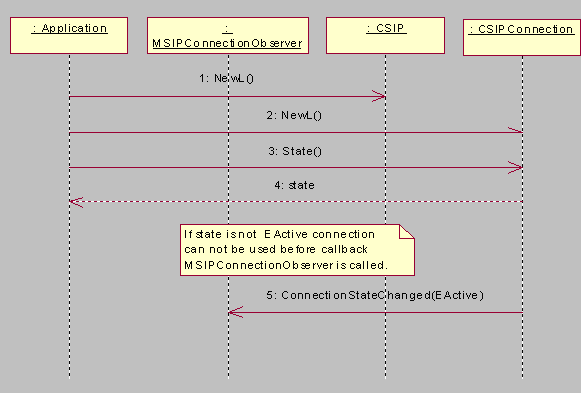 : Application
:
MSIPConnectionObserver
: CSIP
: CSIPConnection
1: NewL()
2: NewL()
3: State()
4: state
If state is not EActive connection
can not be used before callback
MSIPConnectionObserver is called.
5: ConnectionStateChanged(EActive)